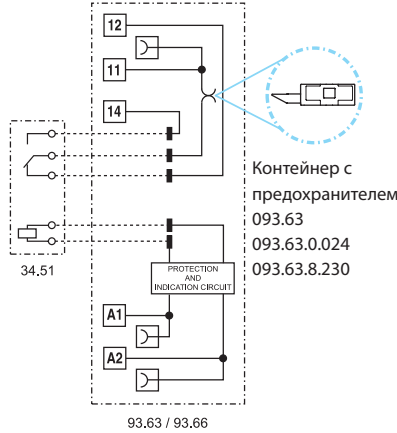 12
11
14
Контейнер с
предохранителем
093.63
093.63.0.024
093.63.8.230
34.51
PROTECTION
AND
INDICATION CIRCUIT
A1
A2
93.63 / 93.66